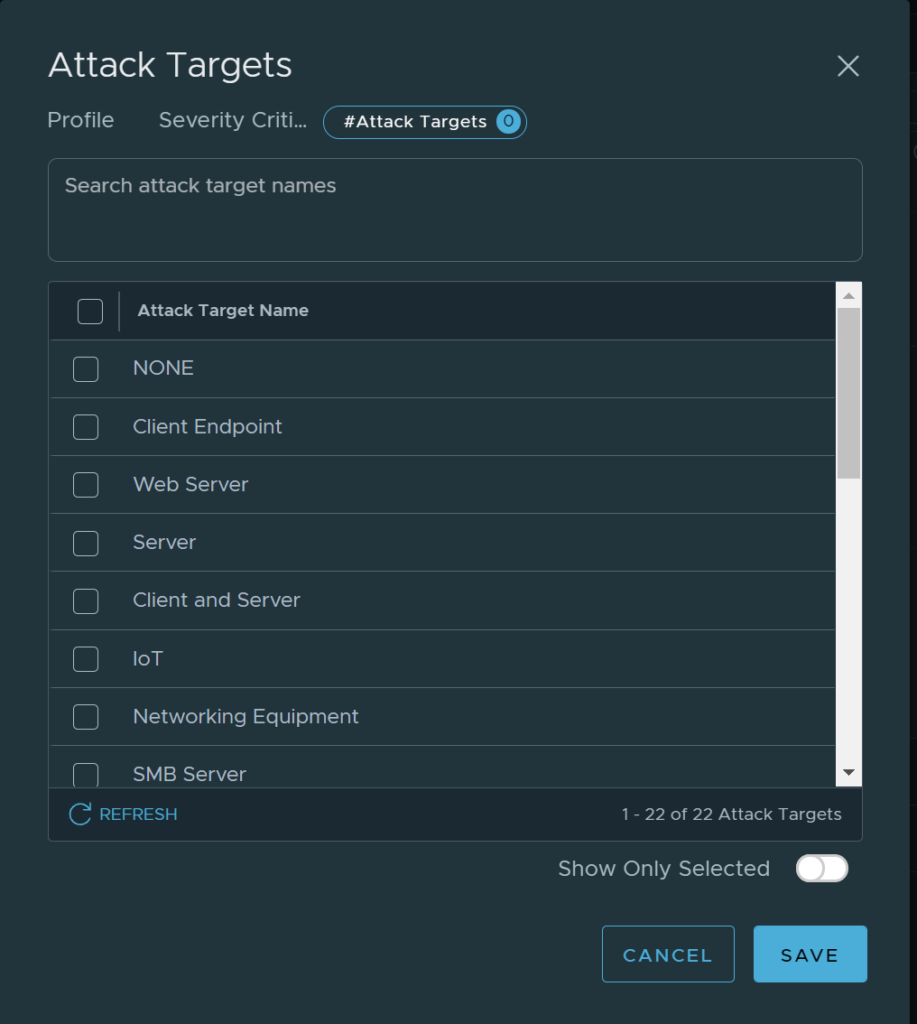 Attack Targets
Profile Severity Criti... #Attack Targets 0
Search attack target names
Attack Target Name
NONE
Client Endpoint
Web Server
Server
Client and Server
IoT
Networking Equipment
SMB Server
REFRESH 1 - 22 of 22 Attack Targets
Show Only Selected
CANCEL SAVE